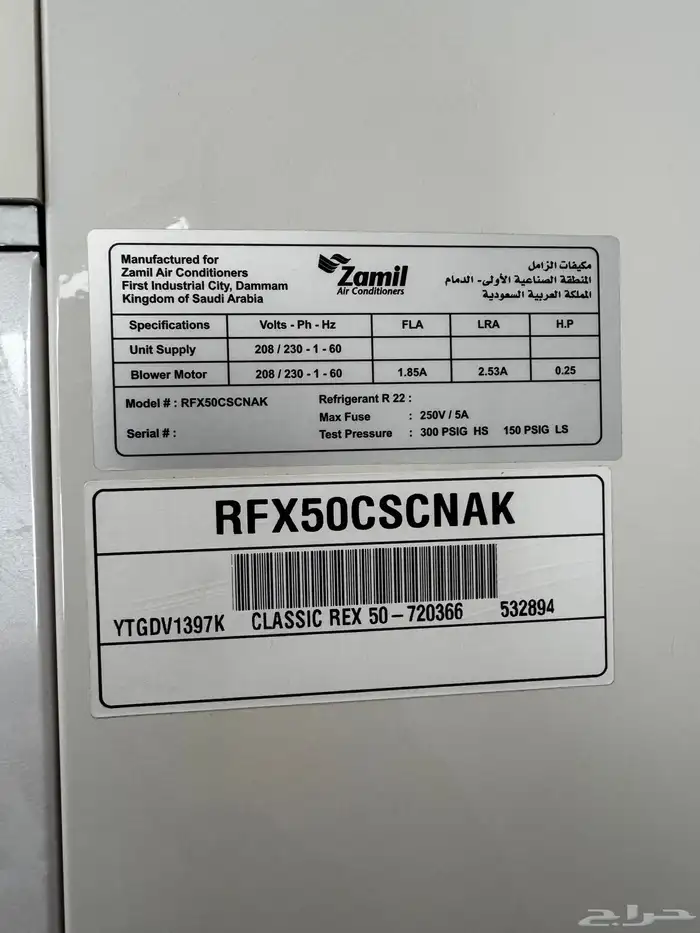 Manufactured for
Zamil Air Conditioners
First Industrial City, Dammam
Kingdom of Saudi Arabia
Zamil
Air Conditioners
مكيفات الزامل
المنطقة الصناعية الأولى - الدمام
المملكة العربية السعودية
Specifications Volts - Ph - Hz FLA LRA H.P
Unit Supply 208 / 230 - 1 - 60
Blower Motor 208 / 230 - 1 - 60 1.85A 2.53A 0.25
Model # : RFX50CSCNAK
Serial # :
Refrigerant R 22 :
Max Fuse : 250V / 5A
Test Pressure : 300 PSIG HS 150 PSIG LS
RFX50CSCNAK
YTGDV1397K CLASSIC REX 50-720366 532894
حراج